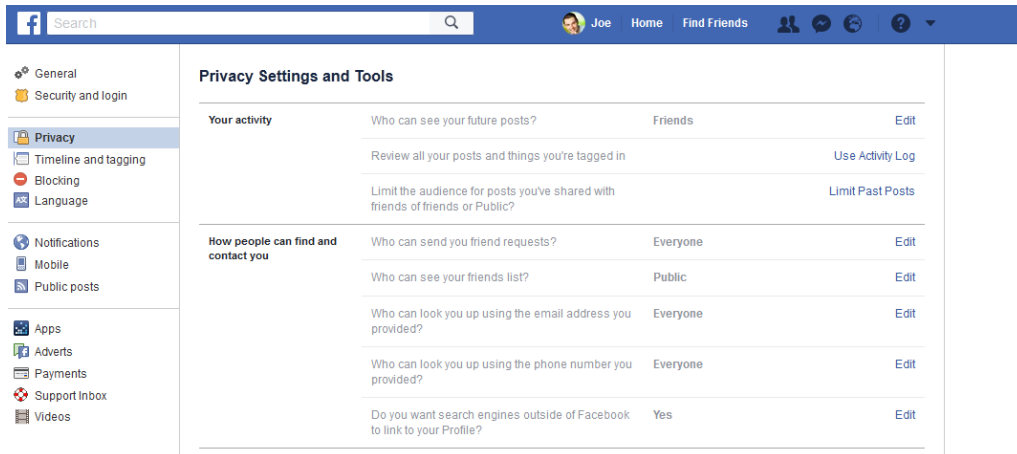 f Search Joe Home Find Friends ?
General
Security and login
Privacy
Timeline and tagging
Blocking
Language
Notifications
Mobile
Public posts
Apps
Adverts
Payments
Support Inbox
Videos
Privacy Settings and Tools
Your activity Who can see your future posts? Friends Edit
Review all your posts and things you're tagged in Use Activity Log
Limit the audience for posts you've shared with Limit Past Posts
friends of friends or Public?
How people can find and Who can send you friend requests? Everyone Edit
contact you
Who can see your friends list? Public Edit
Who can look you up using the email address you Everyone Edit
provided?
Who can look you up using the phone number you Everyone Edit
provided?
Do you want search engines outside of Facebook Yes Edit
to link to your Profile?